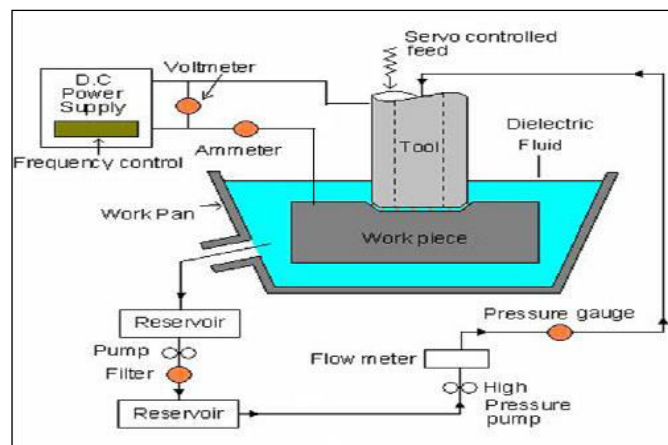 Servo controlled
feed
Voltmeter
D.C
Power
Supply
Frequency control
Ammeter
Tool
Dielectric
Fluid
Work Pan
Work piece
Reservoir
Pump
Filter
Reservoir
Pressure gauge
Flow meter
High
Pressure
pump